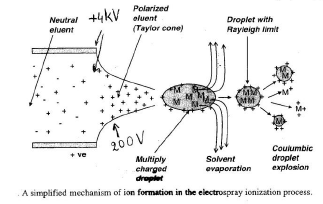 Neutral
eluent
+4kV
Polarized
eluent
(Taylor cone)
Droplet with
Rayleigh limit
M
M
M
M
M
M
M
M
M
M
M
M+
M+
200V
+ ve
Multiply
charged
droplet
Solvent
evaporation
Couiumbic
droplet
explosion
A simplified mechanism of ion formation in the electrospray ionization process.